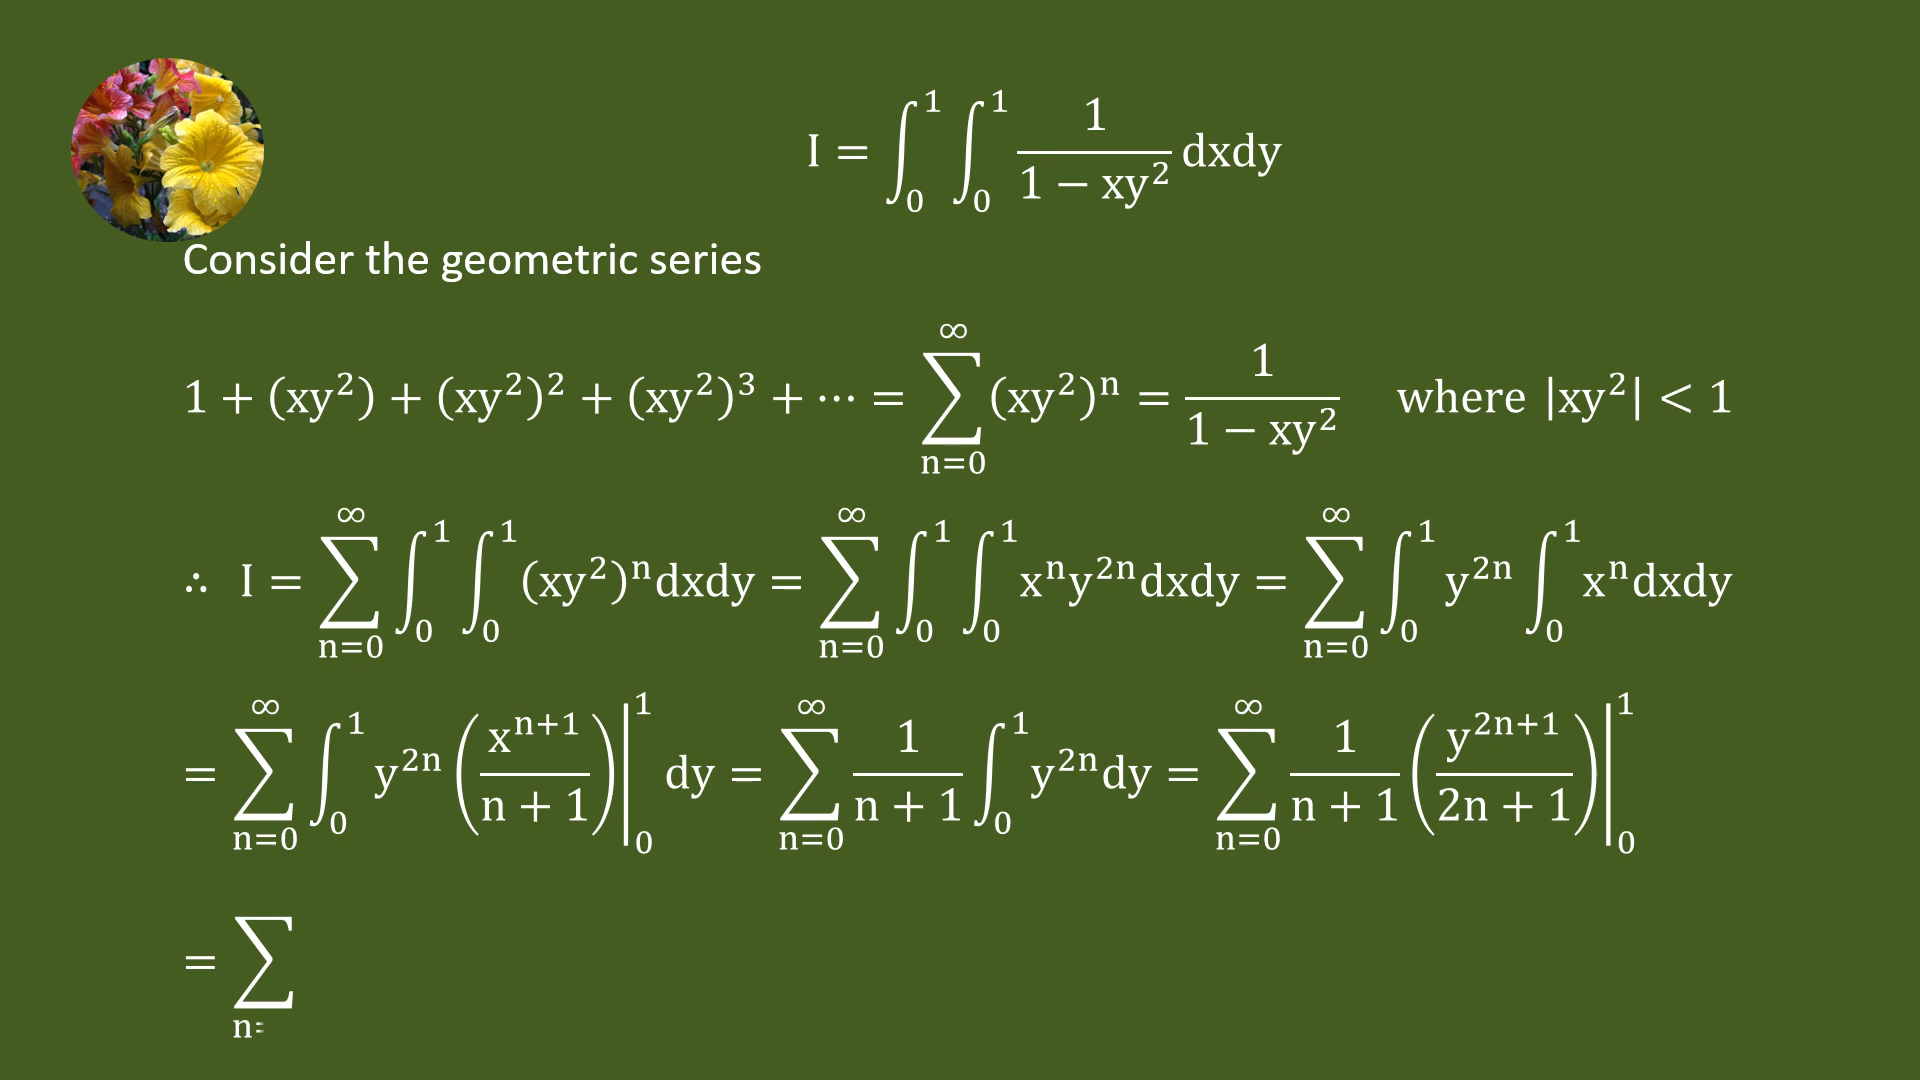 I = ∫₀¹ ∫₀¹ 1/(1 − xy²) dxdy
Consider the geometric series
1 + (xy²) + (xy²)² + (xy²)³ + ⋯ = ∑_{n=0}^{∞} (xy²)ⁿ = 1/(1 − xy²) where |xy²| < 1
∴ I = ∑_{n=0}^{∞} ∫₀¹ ∫₀¹ (xy²)ⁿdxdy = ∑_{n=0}^{∞} ∫₀¹ ∫₀¹ xⁿy²ⁿdxdy = ∑_{n=0}^{∞} ∫₀¹ y²ⁿ ∫₀¹ xⁿdxdy
= ∑_{n=0}^{∞} ∫₀¹ y²ⁿ (xⁿ⁺¹/(n + 1))|₀¹ dy = ∑_{n=0}^{∞} 1/(n + 1) ∫₀¹ y²ⁿdy = ∑_{n=0}^{∞} 1/(n + 1) (y²ⁿ⁺¹/(2n + 1))|₀¹
= ∑_{n=}